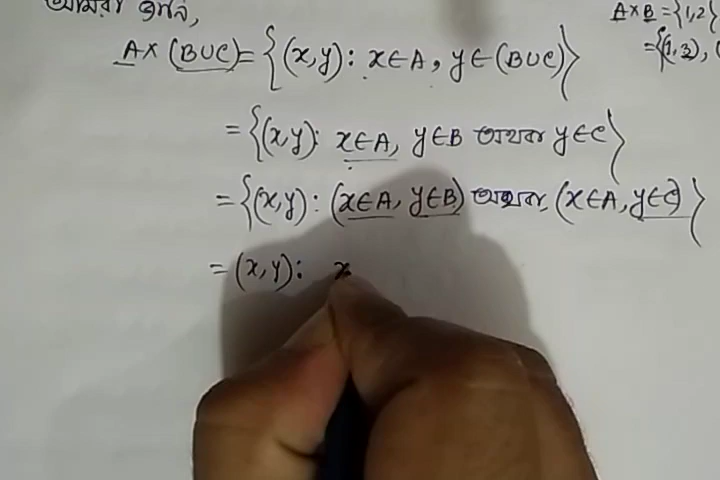 আমরা জানি,
A×B = {1,2}
A×(B∪C) = {(x,y): x∈A, y∈(B∪C)}
= {(1,3), (
= {(x,y): x∈A, y∈B অথবা y∈C}
= {(x,y): (x∈A, y∈B) অথবা, (x∈A, y∈C)}
= (x,y): x